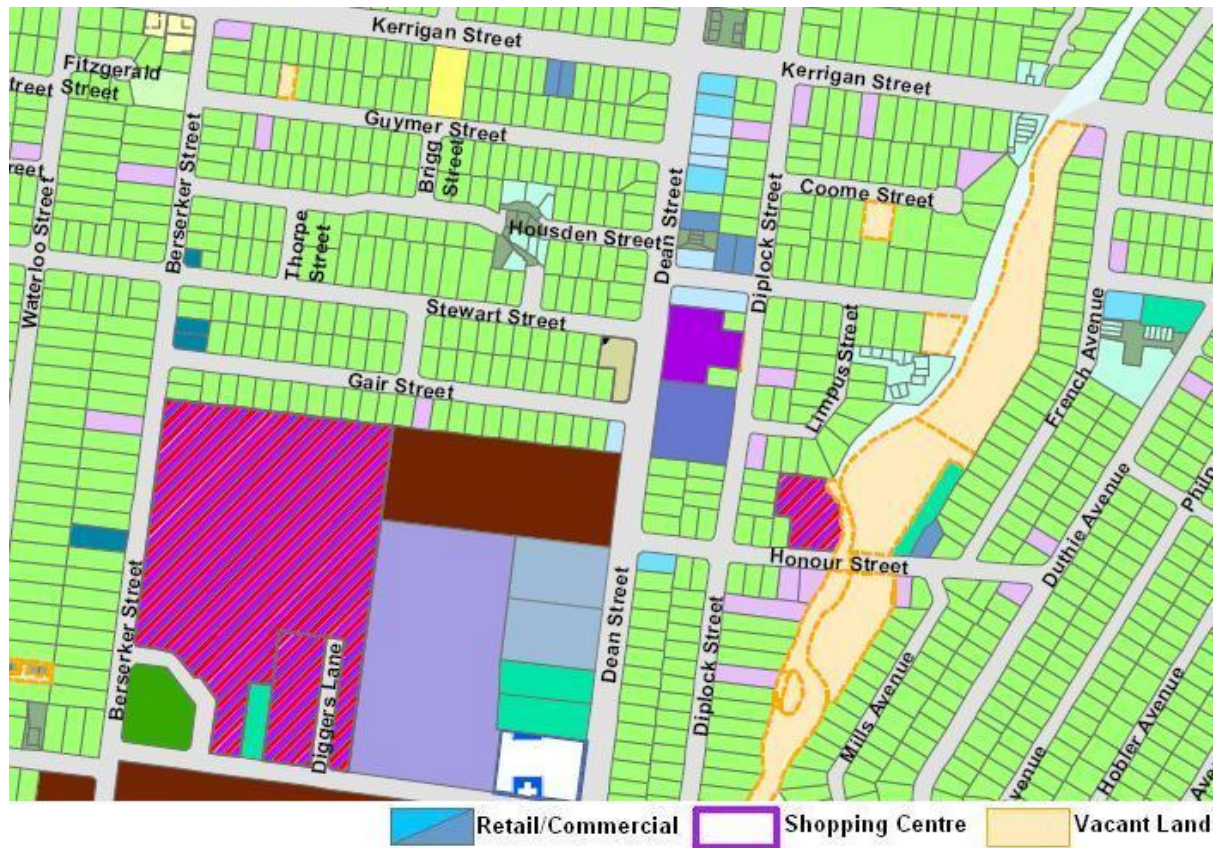 Kerrigan Street
Fitzgerald
Street
treet
Kerrigan Street
Guymer Street
Brigg
Street
Coome Street
Berserker Street
Waterloo Street
Thorpe
Street
Housden Street
Dean Street
Diplock Street
Stewart Street
Limpus Street
French Avenue
Gair Street
Duthie Avenue
Philp
Honour Street
Berserker Street
Diggers Lane
Dean Street
Diplock Street
Mills Avenue
Hobler Avenue
venue
Av
Retail/Commercial
Shopping Centre
Vacant Land